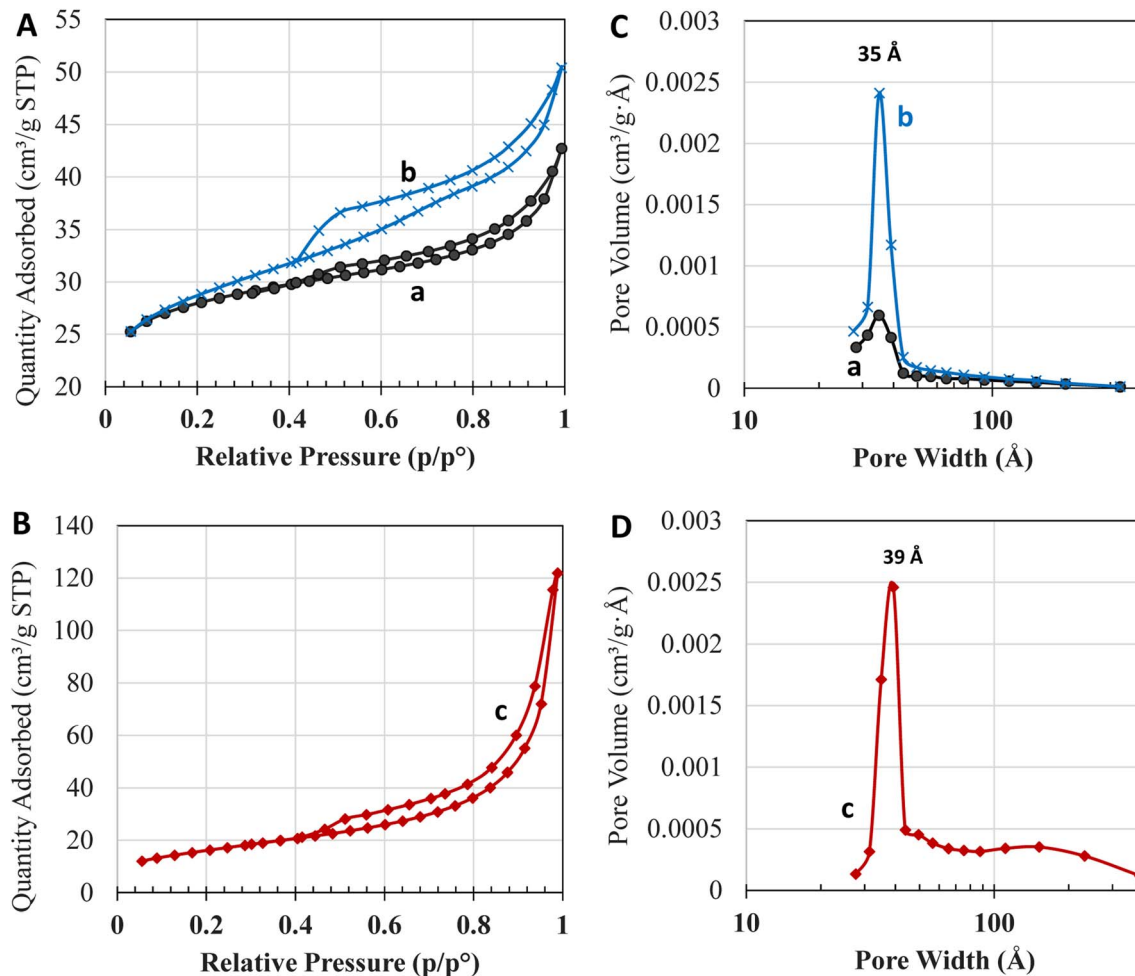 A
Quantity Adsorbed (cm³/g STP)
55
50
45
40
35
30
25
20
b
a
0
0.2
0.4
0.6
0.8
1
Relative Pressure (p/p°)
C
Pore Volume (cm³/g·Å)
0.003
0.0025
0.002
0.0015
0.001
0.0005
0
35 Å
b
a
10
100
Pore Width (Å)
B
Quantity Adsorbed (cm³/g STP)
140
120
100
80
60
40
20
0
c
0
0.2
0.4
0.6
0.8
1
Relative Pressure (p/p°)
D
Pore Volume (cm³/g·Å)
0.003
0.0025
0.002
0.0015
0.001
0.0005
0
39 Å
c
10
100
Pore Width (Å)